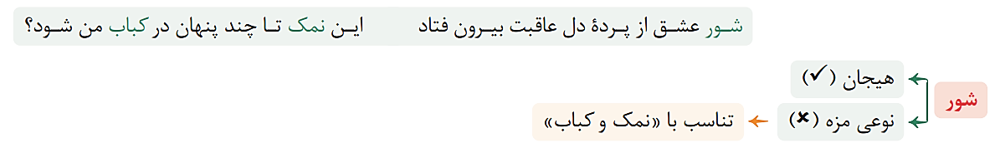 شور عشق از پردهٔ دل عاقبت بیرون فتاد این نمک تا چند پنهان در کباب من شود؟
هیجان (✓)
شور
نوعی مزه (✗) تناسب با «نمک و کباب»